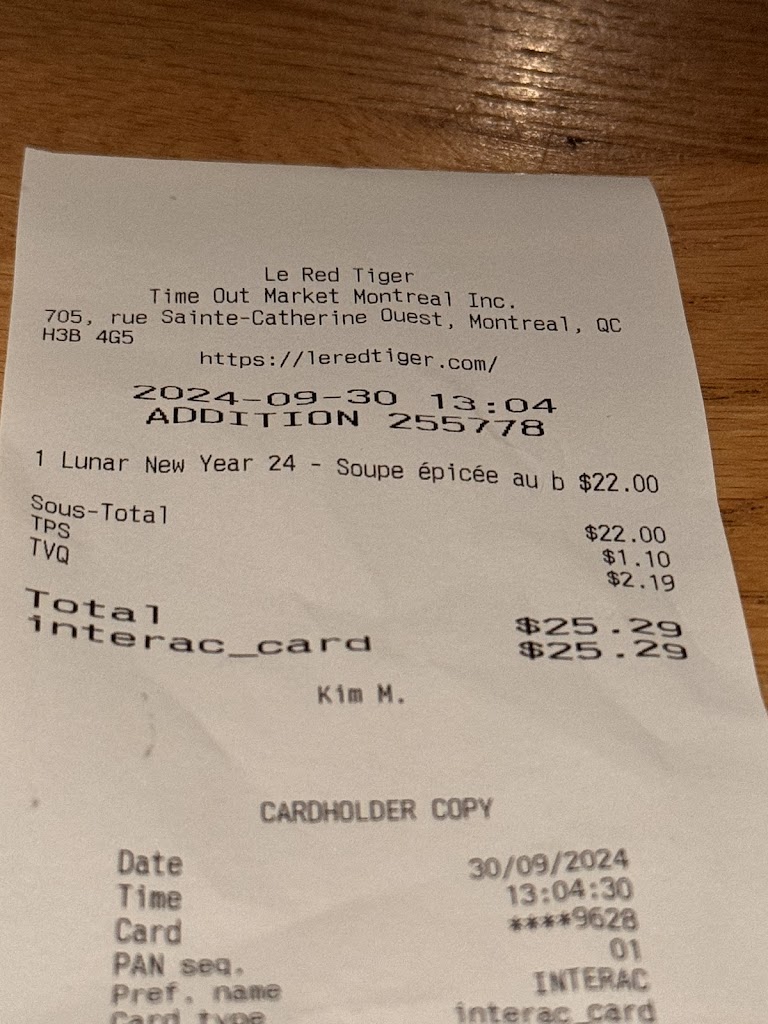 Le Red Tiger
Time Out Market Montreal Inc.
705, rue Sainte-Catherine Ouest, Montreal, QC
H3B 4G5
https://leredtiger.com/
2024-09-30 13:04
ADDITION 255778
1 Lunar New Year 24 - Soupe épicée au b $22.00
Sous-Total $22.00
TPS $1.10
TVQ $2.19
Total $25.29
interac_card $25.29
Kim M.
CARDHOLDER COPY
Date 30/09/2024
Time 13:04:30
Card ****9628
PAN seq. 01
Pref. name INTERAC
Card type interac_card